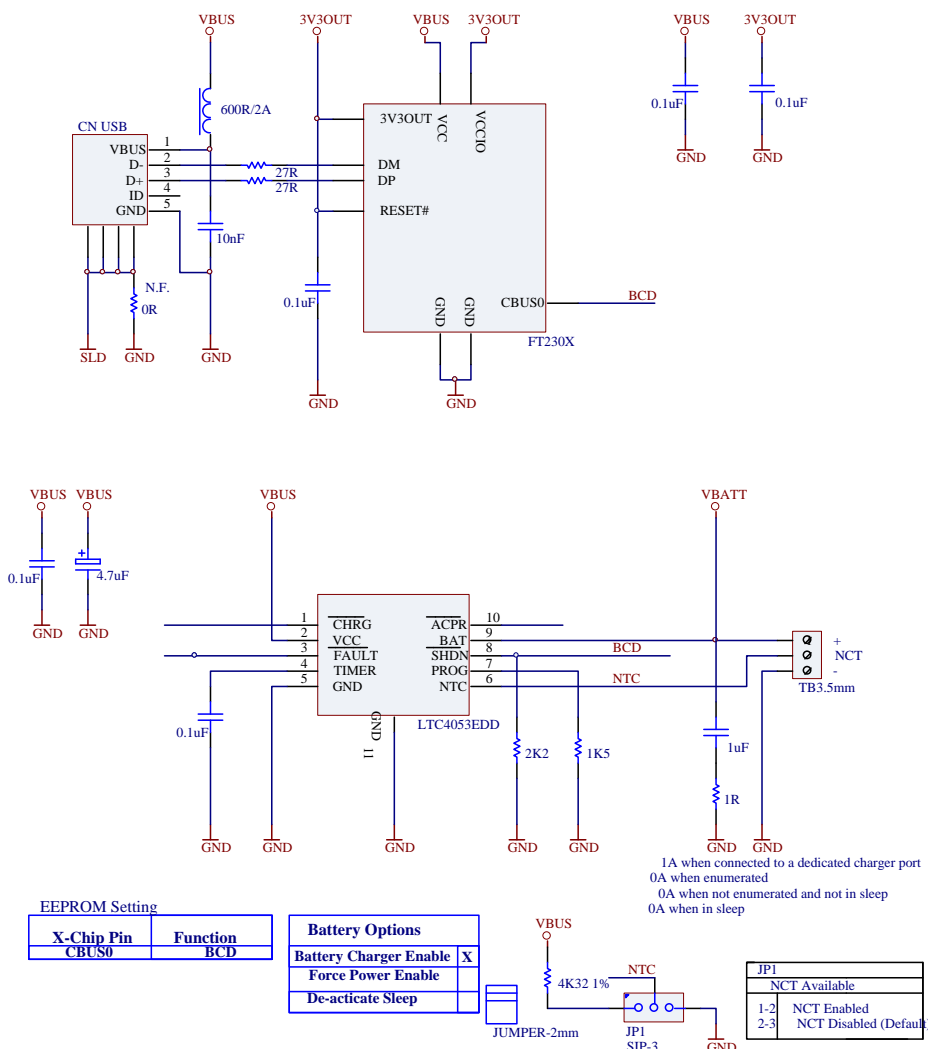 VBUS
3V3OUT
VBUS
3V3OUT
VBUS
3V3OUT
600R/2A
0.1uF
0.1uF
GND
GND
CN USB
VBUS 1
D- 2
D+ 3
ID 4
GND 5
27R
27R
10nF
3V3OUT
VCC
VCCIO
DM
DP
RESET#
N.F.
0R
0.1uF
GND
GND
CBUS0
BCD
FT230X
SLD
GND
GND
GND
GND
VBUS
VBUS
VBUS
VBATT
0.1uF
+
4.7uF
GND
GND
1 CHRG
2 VCC
3 FAULT
4 TIMER
5 GND
ACPR 10
BAT 9
SHDN 8
PROG 7
NTC 6
GND 11
BCD
NTC
+
NCT
-
TB3.5mm
LTC4053EDD
0.1uF
2K2
1K5
1uF
1R
GND
GND
GND
GND
GND
GND
GND
1A when connected to a dedicated charger port
0A when enumerated
0A when not enumerated and not in sleep
0A when in sleep
EEPROM Setting
X-Chip Pin Function
CBUS0 BCD
Battery Options
Battery Charger Enable X
Force Power Enable
De-acticate Sleep
JUMPER-2mm
VBUS
4K32 1%
NTC
JP1
SIP-3
GND
JP1
NCT Available
1-2 NCT Enabled
2-3 NCT Disabled (Default)